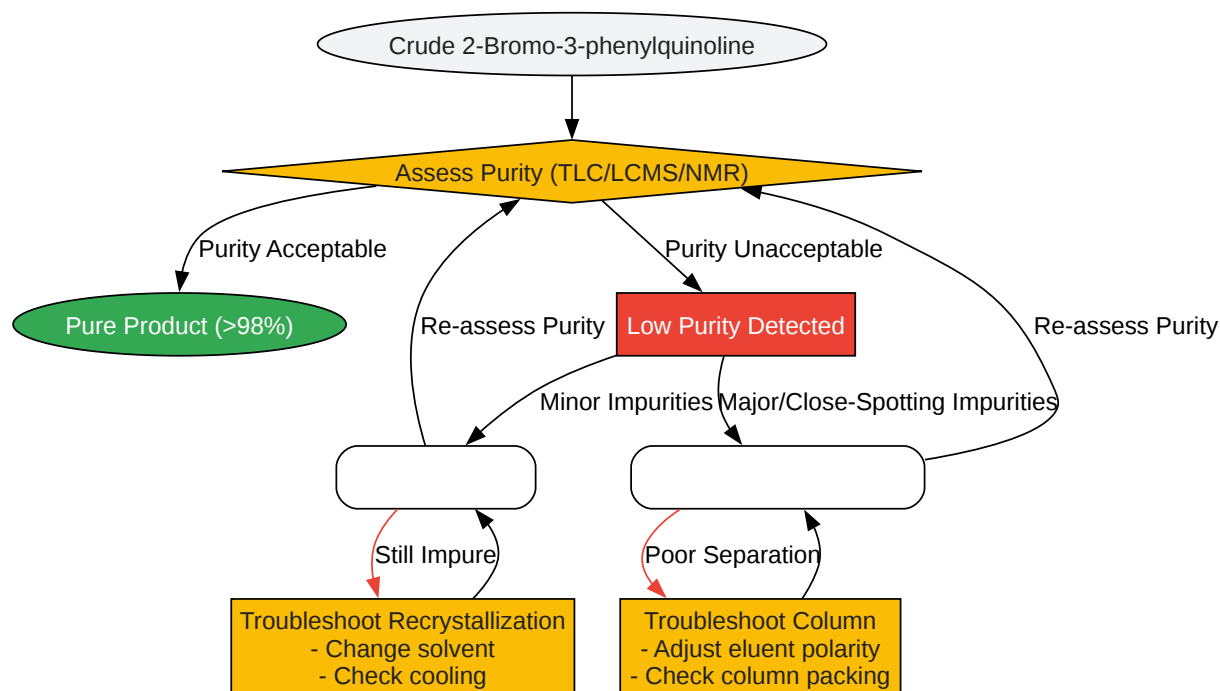 Crude 2-Bromo-3-phenylquinoline
Assess Purity (TLC/LCMS/NMR)
Purity Acceptable
Purity Unacceptable
Pure Product (>98%)
Re-assess Purity
Low Purity Detected
Re-assess Purity
Minor Impurities
Major/Close-Spotting Impurities
Still Impure
Poor Separation
Troubleshoot Recrystallization
- Change solvent
- Check cooling
Troubleshoot Column
- Adjust eluent polarity
- Check column packing